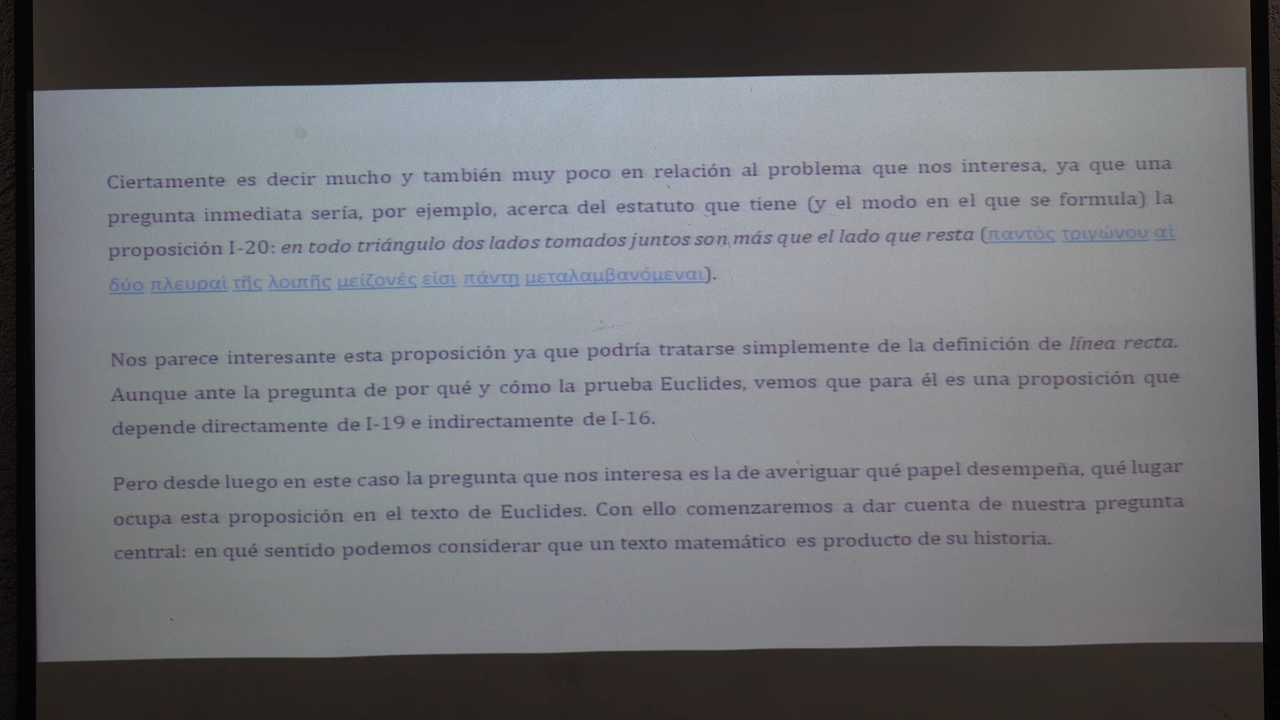 Ciertamente es decir mucho y también muy poco en relación al problema que nos interesa, ya que una
pregunta inmediata sería, por ejemplo, acerca del estatuto que tiene (y el modo en el que se formula) la
proposición I-20: en todo triángulo dos lados tomados juntos son más que el lado que resta (παντὸς τριγώνου αἱ
δύο πλευραὶ τῆς λοιπῆς μείζονές εἰσι πάντῃ μεταλαμβανόμεναι).
Nos parece interesante esta proposición ya que podría tratarse simplemente de la definición de línea recta.
Aunque ante la pregunta de por qué y cómo la prueba Euclides, vemos que para él es una proposición que
depende directamente de I-19 e indirectamente de I-16.
Pero desde luego en este caso la pregunta que nos interesa es la de averiguar qué papel desempeña, qué lugar
ocupa esta proposición en el texto de Euclides. Con ello comenzaremos a dar cuenta de nuestra pregunta
central: en qué sentido podemos considerar que un texto matemático es producto de su historia.